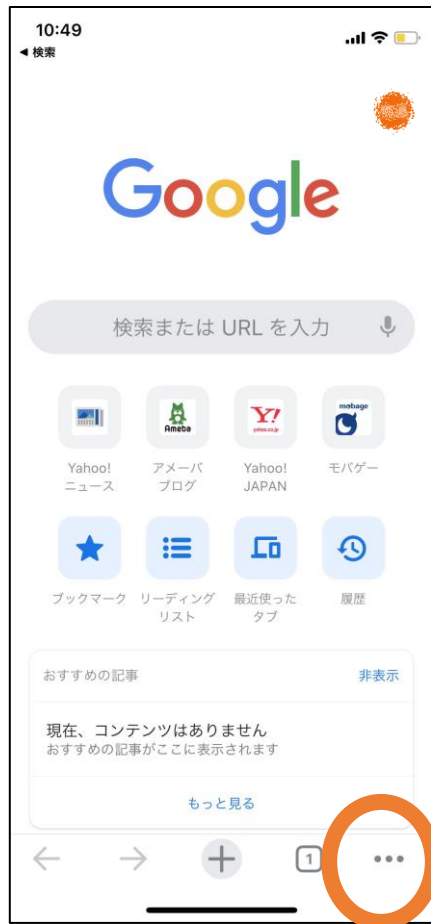 10:49
◀ 検索
Google
検索または URL を入力
Ameba
Y!
yahoo.co.jp
mobage
Yahoo!
ニュース
アメーバ
ブログ
Yahoo!
JAPAN
モバゲー
ブックマーク
リーディング
リスト
最近使った
タブ
履歴
おすすめの記事
非表示
現在、コンテンツはありません
おすすめの記事がここに表示されます
もっと見る
1